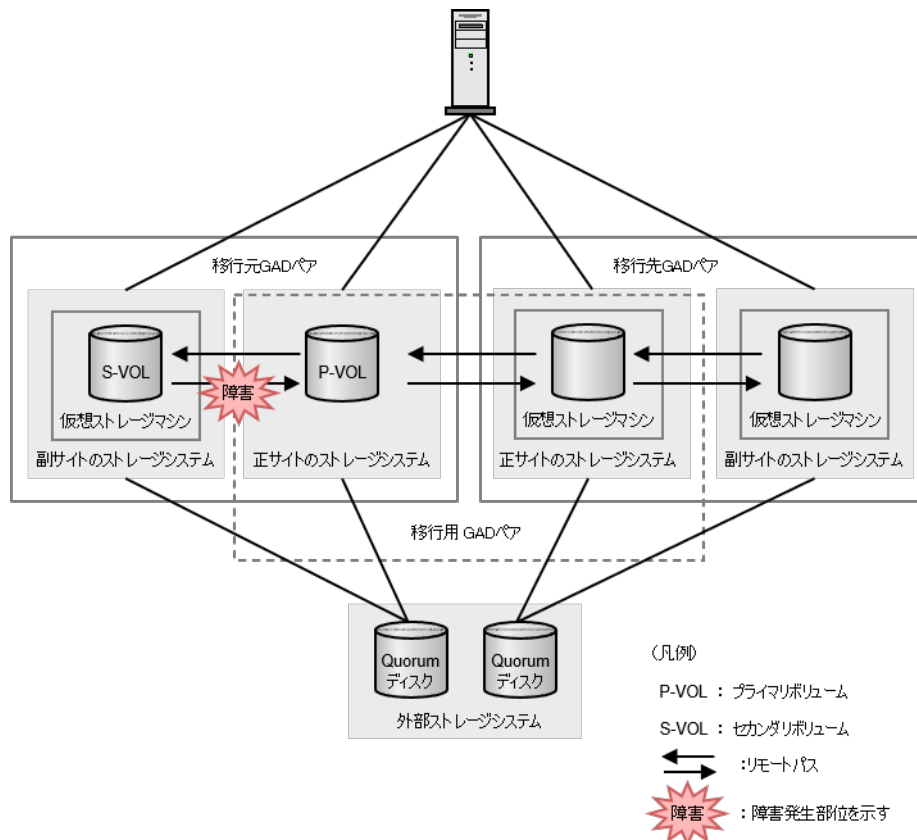 移行元GADペア
移行先GADペア
S-VOL
障害
P-VOL
仮想ストレージマシン
仮想ストレージマシン
仮想ストレージマシン
副サイトのストレージシステム
正サイトのストレージシステム
正サイトのストレージシステム
副サイトのストレージシステム
移行用 GADペア
Quorum
ディスク
Quorum
ディスク
外部ストレージシステム
(凡例)
P-VOL : プライマリボリューム
S-VOL : セカンダリボリューム
:リモートパス
障害 : 障害発生部位を示す